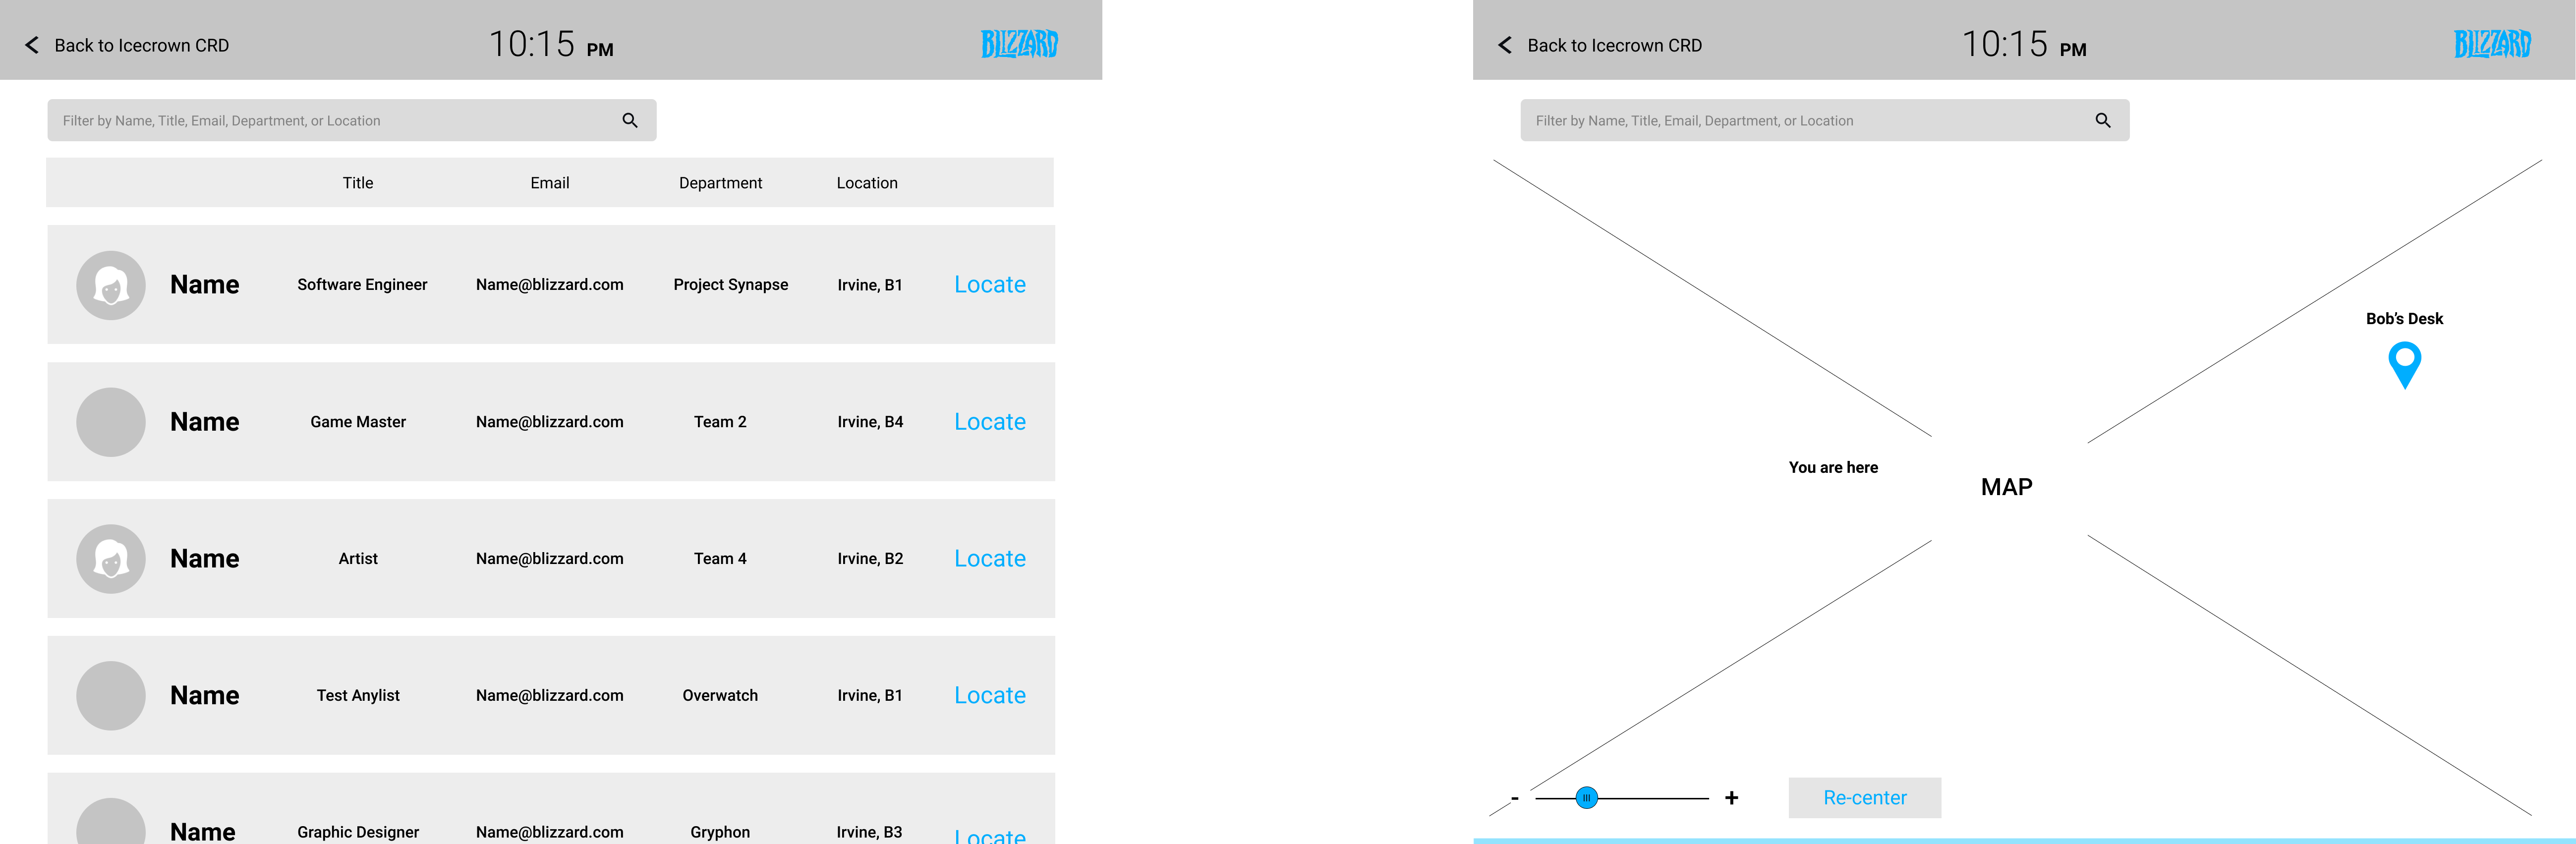 Back to Icecrown CRD
10:15 PM
BLIZZARD
Filter by Name, Title, Email, Department, or Location
Title Email Department Location
Name Software Engineer Name@blizzard.com Project Synapse Irvine, B1 Locate
Name Game Master Name@blizzard.com Team 2 Irvine, B4 Locate
Name Artist Name@blizzard.com Team 4 Irvine, B2 Locate
Name Test Anylist Name@blizzard.com Overwatch Irvine, B1 Locate
Name Graphic Designer Name@blizzard.com Gryphon Irvine, B3 Locate
Back to Icecrown CRD
10:15 PM
BLIZZARD
Filter by Name, Title, Email, Department, or Location
Bob’s Desk
You are here
MAP
- +
Re-center